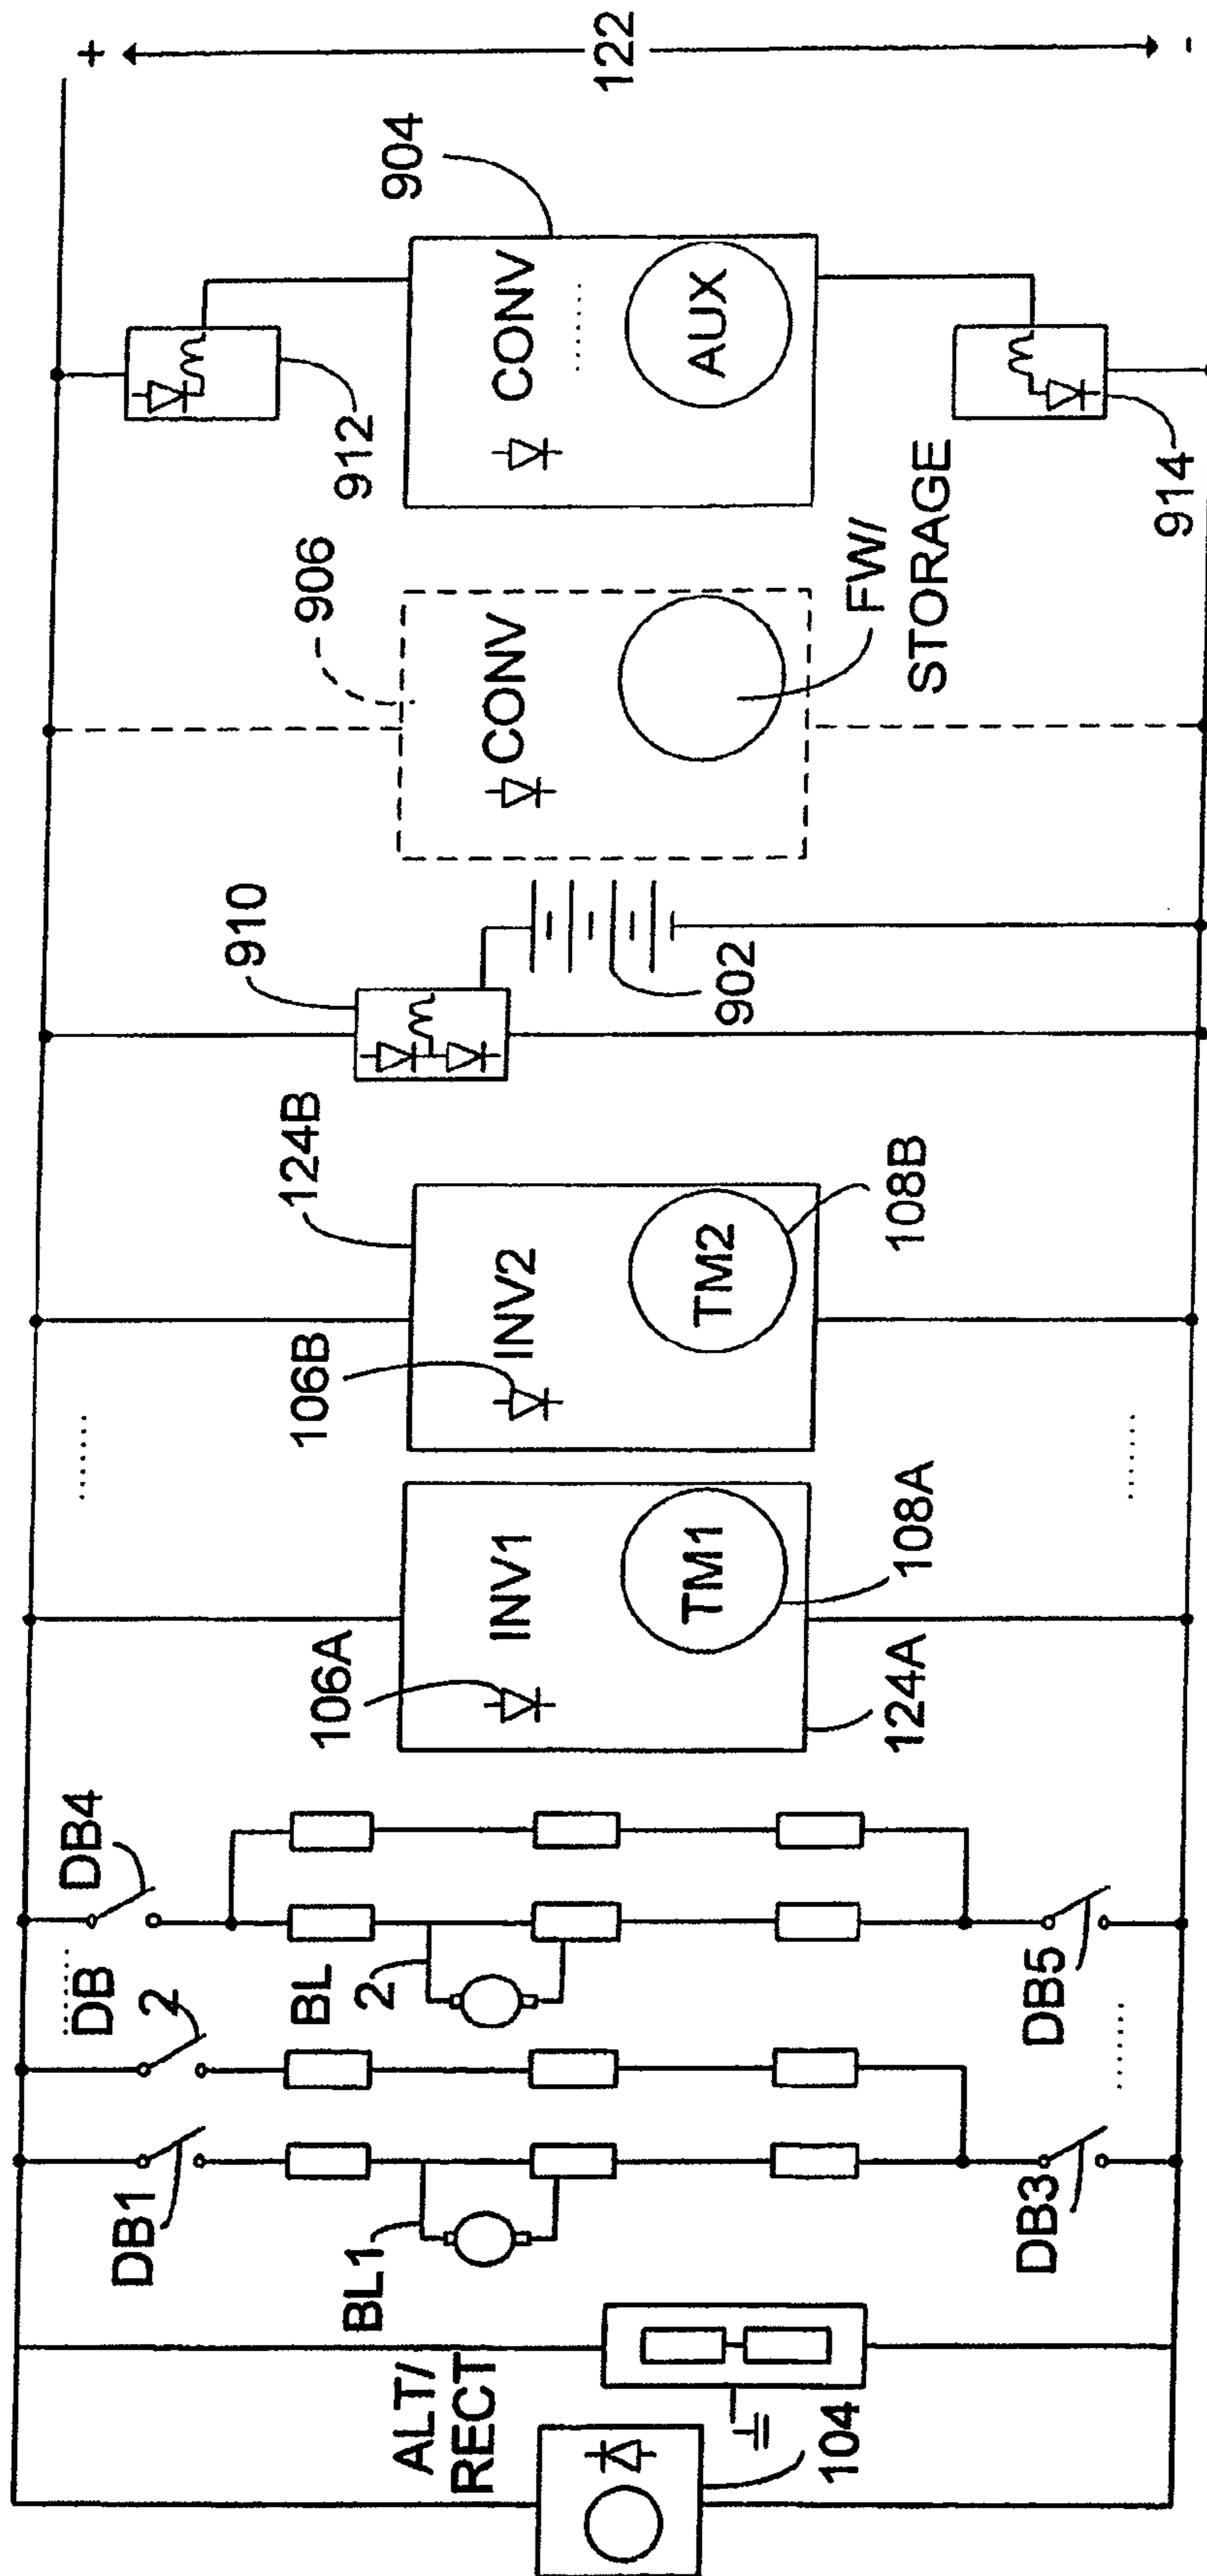 ALT/
RECT
104
BL1
DB1
DB3
DB
2
BL
2
DB4
DB5
106A
INV1
TM1
108A
124A
106B
INV2
TM2
108B
124B
910
902
906
CONV
FW/
STORAGE
912
CONV
AUX
904
914
+
122
-